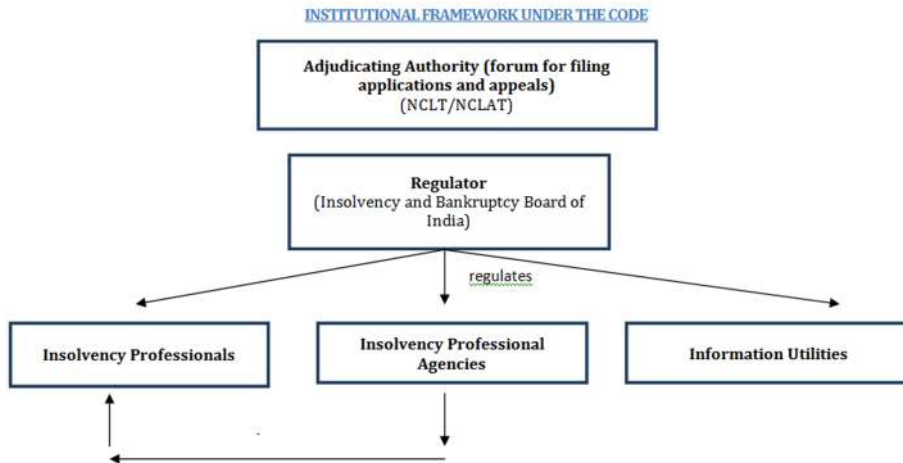 INSTITUTIONAL FRAMEWORK UNDER THE CODE
Adjudicating Authority (forum for filing
applications and appeals)
(NCLT/NCLAT)
Regulator
(Insolvency and Bankruptcy Board of
India)
regulates
Insolvency Professionals
Insolvency Professional
Agencies
Information Utilities